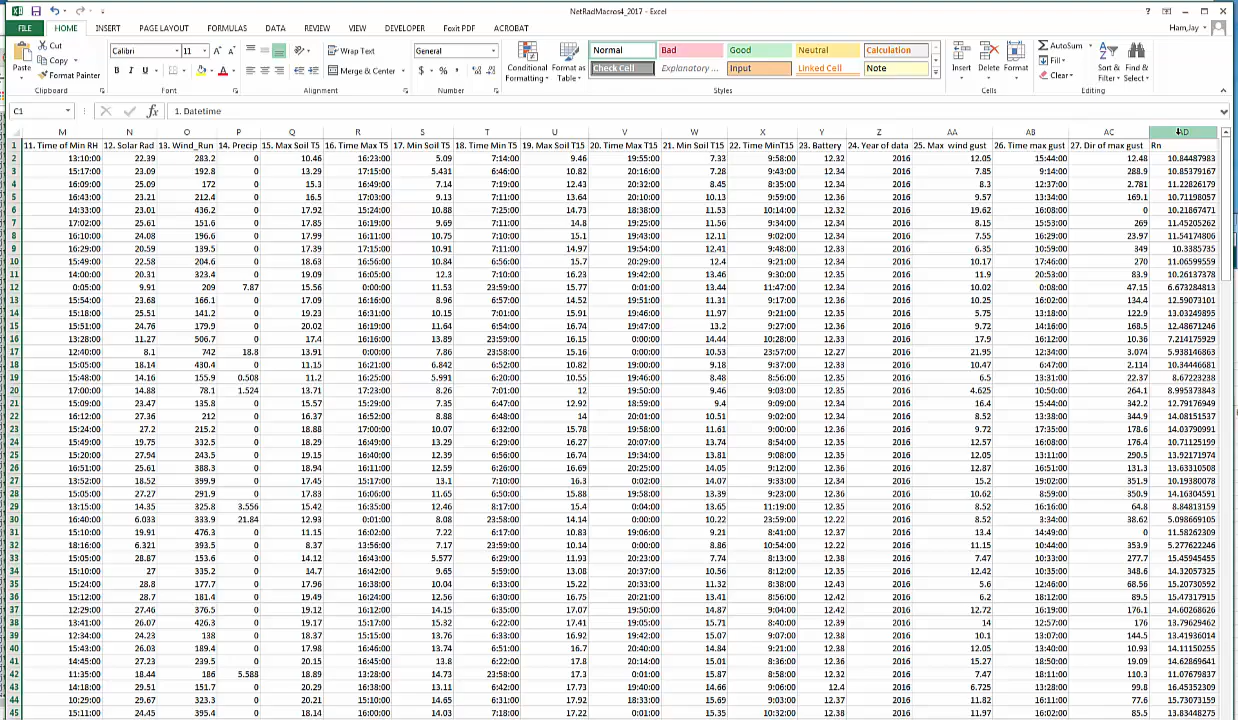 NetRadMacros4_2017 - Excel
FILE HOME INSERT PAGE LAYOUT FORMULAS DATA REVIEW VIEW DEVELOPER Foxit PDF ACROBAT Ham,Jay
Cut Calibri 11 Wrap Text General Normal Bad Good Neutral Calculation AutoSum
Copy Check Cell Explanatory ... Input Linked Cell Note Fill
Paste Format Painter Merge & Center Conditional Formatting Format as Table Insert Delete Format Clear Sort & Filter Find & Select
Clipboard Font Alignment Number Styles Cells Editing
C1 fx 1. Datetime
M N O P Q R S T U V W X Y Z AA AB AC AD
1 11. Time of Min RH 12. Solar Rad 13. Wind_Run 14. Precip 15. Max Soil T5 16. Time Max T5 17. Min Soil T5 18. Time Min T5 19. Max Soil T15 20. Time Max T15 21. Min Soil T15 22. Time MinT15 23. Battery 24. Year of data 25. Max wind gust 26. Time max gust 27. Dir of max gust Rn
2 13:10:00 22.39 283.2 0 10.46 16:23:00 5.09 7:14:00 9.46 19:55:00 7.33 9:58:00 12.32 2016 12.05 15:44:00 12.48 10.84487983
3 15:17:00 23.09 192.8 0 13.29 17:15:00 5.431 6:46:00 10.82 20:16:00 7.28 9:43:00 12.34 2016 7.85 9:14:00 288.9 10.85379167
4 16:09:00 25.09 172 0 15.3 16:49:00 7.14 7:19:00 12.43 20:32:00 8.45 8:35:00 12.34 2016 8.3 12:37:00 2.781 11.22826179
5 16:43:00 23.21 212.4 0 16.5 17:03:00 9.13 7:11:00 13.64 20:10:00 10.13 9:59:00 12.36 2016 9.57 13:34:00 169.1 10.71198057
6 14:33:00 23.01 436.2 0 17.92 15:24:00 10.88 7:25:00 14.73 18:38:00 11.53 10:14:00 12.32 2016 19.62 16:08:00 0 10.21867471
7 17:02:00 25.61 151.6 0 17.85 16:19:00 9.69 7:11:00 14.8 19:25:00 11.56 9:34:00 12.34 2016 8.15 15:53:00 269 11.45205262
8 16:10:00 24.08 196.6 0 17.99 16:11:00 10.75 7:10:00 15.1 19:43:00 12.11 9:02:00 12.34 2016 7.55 16:29:00 23.97 11.54174806
9 16:29:00 20.59 139.5 0 17.39 17:15:00 10.91 7:11:00 14.97 19:54:00 12.41 9:48:00 12.33 2016 6.35 10:59:00 349 10.3385735
10 15:49:00 22.58 204.6 0 18.63 16:56:00 10.84 6:56:00 15.7 20:29:00 12.4 9:21:00 12.34 2016 10.17 17:46:00 270 11.06599559
11 14:00:00 20.31 323.4 0 19.09 16:05:00 12.3 7:10:00 16.23 19:42:00 13.46 9:30:00 12.35 2016 11.9 20:53:00 83.9 10.26137378
12 0:05:00 9.91 209 7.87 15.56 0:00:00 11.53 23:59:00 15.77 0:01:00 13.44 11:47:00 12.34 2016 10.02 0:08:00 47.15 6.673284813
13 15:54:00 23.68 166.1 0 17.09 16:16:00 8.96 6:57:00 14.52 19:51:00 11.31 9:17:00 12.36 2016 10.25 16:02:00 134.4 12.59073101
14 15:18:00 25.51 141.2 0 19.23 16:31:00 10.15 7:01:00 15.91 19:46:00 11.97 9:21:00 12.35 2016 5.75 13:18:00 122.9 13.03249895
15 15:51:00 24.76 179.9 0 20.02 16:19:00 11.64 6:54:00 16.74 19:47:00 13.2 9:27:00 12.34 2016 9.72 14:16:00 168.5 12.48671246
16 13:28:00 11.27 506.7 0 17.4 16:16:00 13.89 23:59:00 16.15 0:00:00 14.44 10:28:00 12.33 2016 17.9 16:12:00 10.36 7.214175929
17 12:40:00 8.1 742 18.8 13.91 0:00:00 7.86 23:58:00 15.16 0:00:00 10.53 23:57:00 12.27 2016 21.95 12:34:00 3.074 5.938146863
18 15:05:00 18.14 430.4 0 11.15 16:21:00 6.842 6:52:00 10.82 19:00:00 9.18 9:37:00 12.33 2016 10.47 6:47:00 2.114 10.34446681
19 15:48:00 14.16 155.9 0.508 11.2 16:25:00 5.991 6:20:00 10.55 19:46:00 8.48 8:56:00 12.35 2016 6.5 13:31:00 22.37 8.67223238
20 17:00:00 14.88 78.1 1.524 13.71 17:23:00 8.26 7:01:00 12 19:50:00 9.46 9:03:00 12.35 2016 4.625 10:50:00 264.1 8.995373843
21 15:09:00 23.47 135.8 0 15.57 15:29:00 7.35 6:47:00 12.92 18:59:00 9.4 9:09:00 12.34 2016 16.4 15:44:00 342.2 12.79176949
22 16:12:00 27.36 212 0 16.37 16:52:00 8.88 6:48:00 14 20:01:00 10.51 9:02:00 12.34 2016 8.52 13:38:00 344.9 14.08151537
23 15:24:00 27.2 215.2 0 18.88 17:00:00 10.07 6:32:00 15.78 19:58:00 11.61 9:00:00 12.36 2016 9.72 17:35:00 178.6 14.03790991
24 15:49:00 19.75 332.5 0 18.29 16:49:00 13.29 6:29:00 16.27 20:07:00 13.74 8:54:00 12.34 2016 12.57 16:08:00 176.4 10.71125199
25 15:20:00 27.94 243.5 0 19.15 16:40:00 12.39 6:56:00 16.74 19:34:00 13.81 9:08:00 12.35 2016 12.05 13:11:00 290.5 13.92171974
26 16:51:00 25.61 388.3 0 18.94 16:11:00 12.59 6:26:00 16.69 20:25:00 14.05 9:12:00 12.36 2016 12.87 16:51:00 131.3 13.63310508
27 13:52:00 18.52 399.9 0 17.45 15:17:00 13.1 7:10:00 16.3 0:02:00 14.07 9:33:00 12.34 2016 15.2 19:02:00 351.9 10.19380078
28 15:05:00 27.27 291.9 0 17.83 16:06:00 11.65 6:50:00 15.88 19:58:00 13.39 9:23:00 12.36 2016 10.62 8:59:00 350.9 14.16304591
29 13:15:00 14.35 325.8 3.556 15.42 16:35:00 12.46 8:17:00 15.4 0:04:00 13.65 11:19:00 12.35 2016 8.52 16:16:00 64.8 8.84813159
30 16:40:00 6.033 333.9 21.84 12.93 0:01:00 8.08 23:58:00 14.14 0:00:00 10.22 23:59:00 12.22 2016 8.52 3:34:00 38.62 5.098669105
31 15:10:00 19.91 476.3 0 11.15 16:02:00 7.22 6:17:00 10.83 19:06:00 9.21 8:41:00 12.37 2016 13.4 14:49:00 0 11.58262309
32 18:16:00 6.321 393.5 0 8.37 13:56:00 7.17 23:59:00 10.14 0:00:00 8.86 10:54:00 12.22 2016 11.15 10:44:00 353.9 5.277622246
33 15:05:00 28.87 153.6 0 14.12 16:43:00 5.577 6:29:00 11.93 20:23:00 7.74 8:13:00 12.38 2016 7.47 10:33:00 277.7 15.45945455
34 15:10:00 27 335.2 0 14.7 16:42:00 9.65 5:59:00 13.08 20:37:00 10.56 8:12:00 12.35 2016 12.42 10:35:00 348.6 14.32057325
35 15:24:00 28.8 177.7 0 17.96 16:38:00 10.04 6:33:00 15.22 20:33:00 11.32 8:38:00 12.43 2016 5.6 12:46:00 68.56 15.20730592
36 15:12:00 28.7 181.4 0 19.49 16:24:00 12.56 6:30:00 16.75 20:21:00 13.41 8:56:00 12.42 2016 6.2 18:12:00 89.5 15.47317915
37 12:29:00 27.46 376.5 0 19.12 16:12:00 14.15 6:35:00 17.07 19:50:00 14.87 9:04:00 12.42 2016 12.72 16:19:00 176.1 14.60268626
38 13:41:00 26.07 426.3 0 19.17 15:17:00 15.32 6:22:00 17.41 19:05:00 15.71 8:40:00 12.39 2016 14 12:57:00 176 13.79629462
39 12:34:00 24.23 138 0 18.37 15:15:00 13.76 6:33:00 16.92 19:42:00 15.07 9:13:00 12.38 2016 10.1 13:07:00 144.5 13.41936014
40 15:43:00 26.03 189.4 0 17.98 16:46:00 13.74 6:51:00 16.7 20:40:00 14.84 9:21:00 12.38 2016 12.05 13:40:00 10.93 14.11150255
41 14:45:00 27.23 239.5 0 20.15 16:45:00 13.8 6:22:00 17.8 20:14:00 15.01 8:36:00 12.36 2016 15.27 18:50:00 19.09 14.62869641
42 11:35:00 18.44 186 5.588 18.89 13:28:00 14.73 23:58:00 17.3 0:01:00 15.87 8:58:00 12.32 2016 7.47 18:11:00 110.3 11.07679837
43 14:18:00 29.51 151.7 0 20.29 16:38:00 13.11 6:42:00 17.73 19:40:00 14.66 9:06:00 12.4 2016 6.725 13:28:00 99.8 16.45352109
44 10:29:00 29.67 323.3 0 20.21 15:10:00 14.85 6:31:00 17.92 18:33:00 15.69 9:12:00 12.37 2016 11.82 16:11:00 77.6 15.73073715
45 15:11:00 24.45 395.4 0 18.14 16:00:00 14.03 7:18:00 17.22 0:01:00 15.35 10:32:00 12.38 2016 11.97 16:02:00 85.5 13.83448275